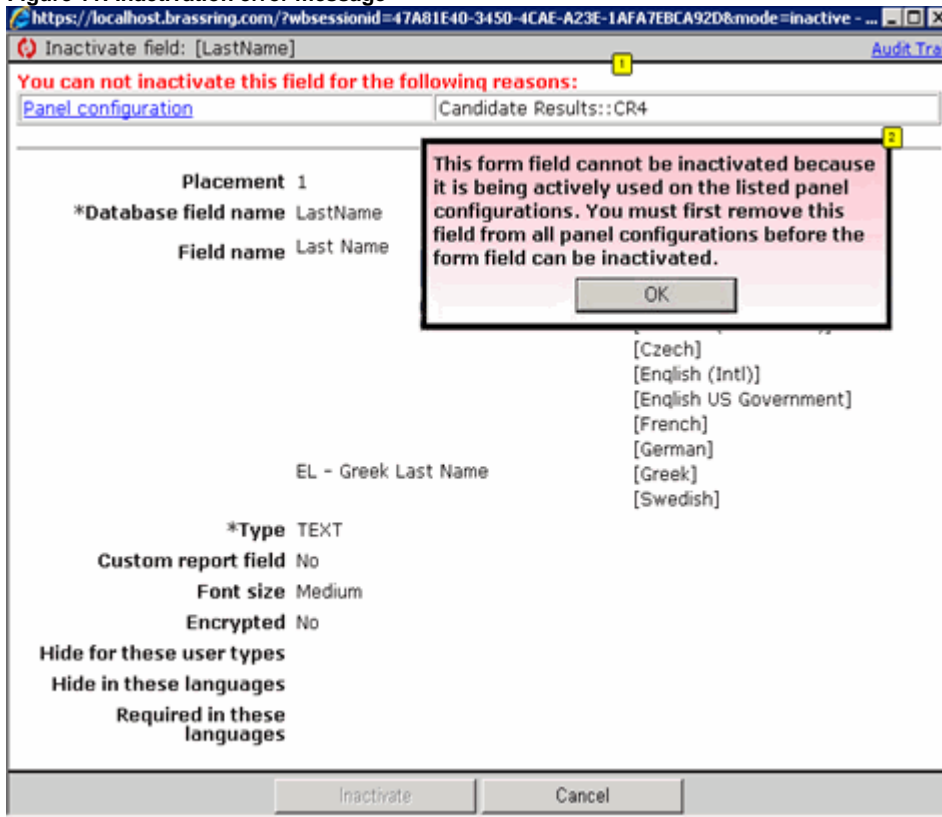 https://localhost.brassring.com/?wbsessionid=47A81E40-3450-4CAE-A23E-1AFA7EBCA92D&mode=inactive - ...
Inactivate field: [LastName]
Audit Tra
1
You can not inactivate this field for the following reasons:
Panel configuration Candidate Results::CR4
2
This form field cannot be inactivated because
it is being actively used on the listed panel
configurations. You must first remove this
field from all panel configurations before the
form field can be inactivated.
OK
Placement 1
*Database field name LastName
Field name Last Name
[Czech]
[English (Intl)]
[English US Government]
[French]
[German]
EL - Greek Last Name [Greek]
[Swedish]
*Type TEXT
Custom report field No
Font size Medium
Encrypted No
Hide for these user types
Hide in these languages
Required in these
languages
Inactivate Cancel